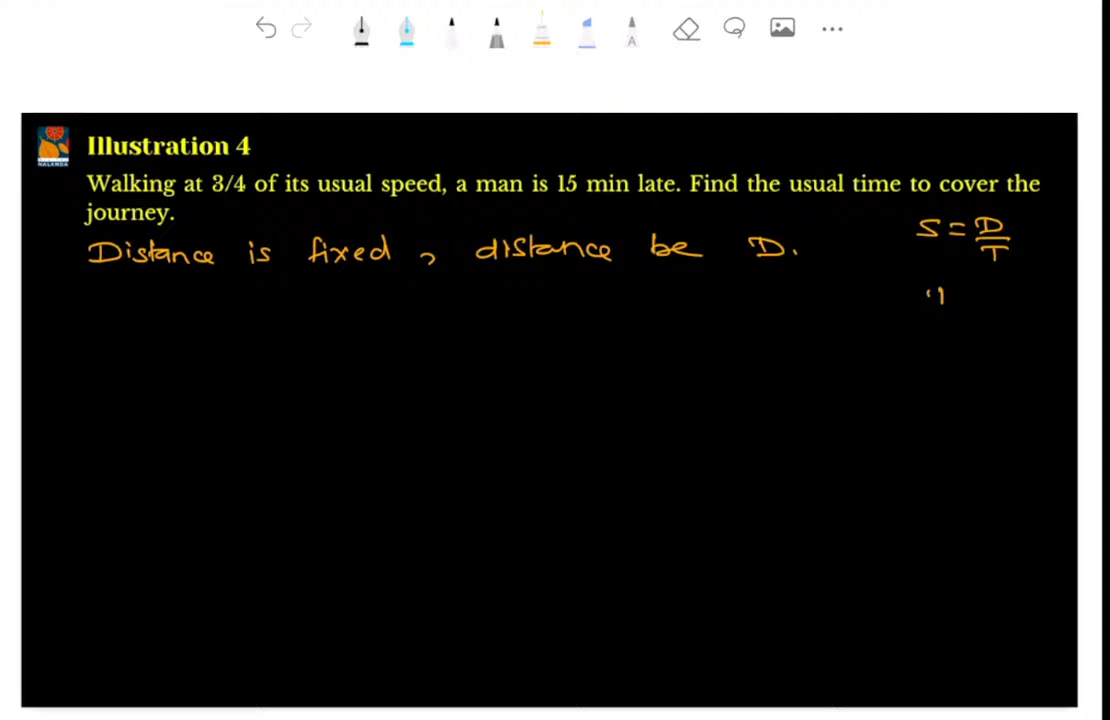 A
NALANDA
Illustration 4
Walking at 3/4 of its usual speed, a man is 15 min late. Find the usual time to cover the
journey.
Distance is fixed, distance be D.
S = D/T